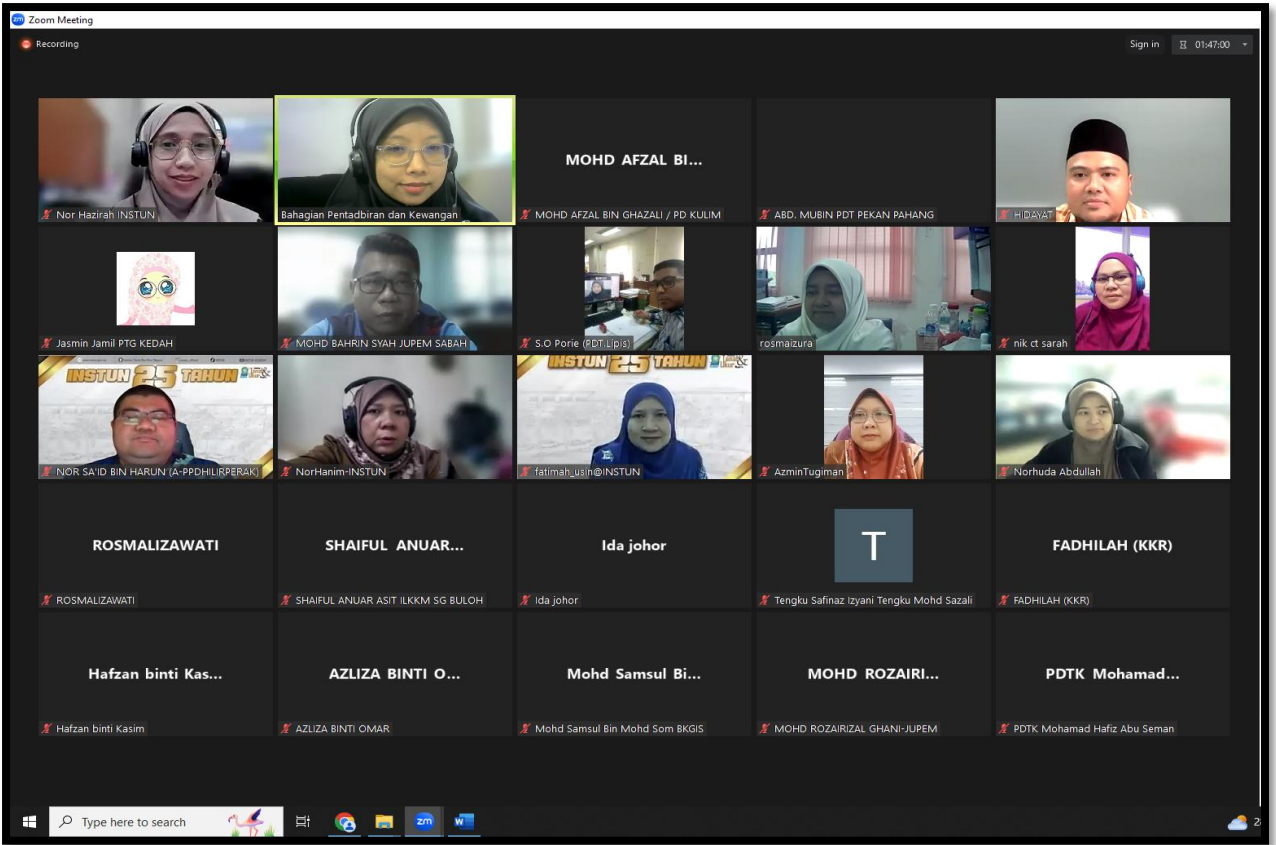 zm Zoom Meeting
Recording
Sign in 01:47:00
Nor Hazirah INSTUN
Bahagian Pentadbiran dan Kewangan
MOHD AFZAL BI...
MOHD AFZAL BIN GHAZALI / PD KULIM
ABD. MUBIN PDT PEKAN PAHANG
HIDAYAT
Jasmin Jamil PTG KEDAH
MOHD BAHRIN SYAH JUPEM SABAH
S.O Porie (PDT.Lipis)
rosmaizura
nik ct sarah
INSTUN 25 TAHUN
NOR SA'ID BIN HARUN (A-PPDHILIRPERAK)
NorHanim-INSTUN
INSTUN 25 TAHUN
fatimah_usin@INSTUN
AzminTugiman
Norhuda Abdullah
ROSMALIZAWATI
ROSMALIZAWATI
SHAIFUL ANUAR...
SHAIFUL ANUAR ASIT ILKKM SG BULOH
Ida johor
Ida johor
T
Tengku Safinaz Izyani Tengku Mohd Sazali
FADHILAH (KKR)
FADHILAH (KKR)
Hafzan binti Kas...
Hafzan binti Kasim
AZLIZA BINTI O...
AZLIZA BINTI OMAR
Mohd Samsul Bi...
Mohd Samsul Bin Mohd Som BKGIS
MOHD ROZAIRI...
MOHD ROZAIRIZAL GHANI-JUPEM
PDTK Mohamad...
PDTK Mohamad Hafiz Abu Seman
Type here to search
zm
W